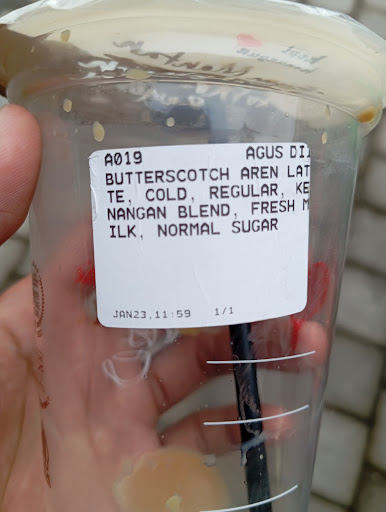 A019 AGUS DI
BUTTERSCOTCH AREN LAT
TE, COLD, REGULAR, KE
NANGAN BLEND, FRESH M
ILK, NORMAL SUGAR
JAN23,11:59 1/1